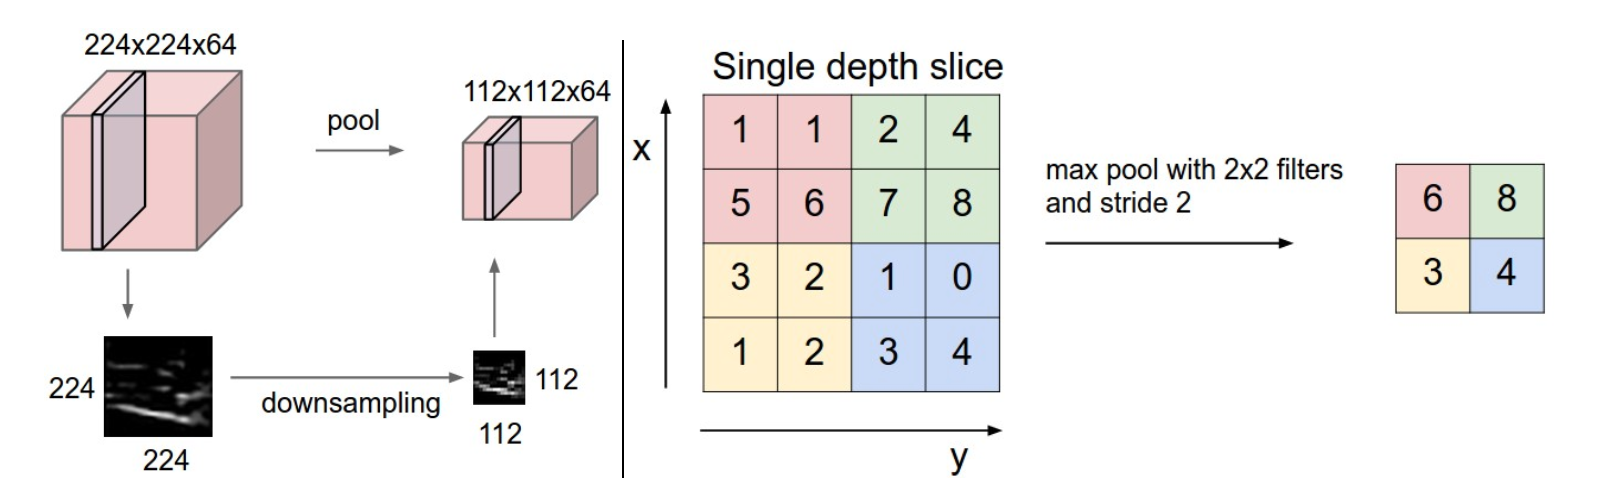 224x224x64
pool
112x112x64
224
224
downsampling
112
112
Single depth slice
x
1 1 2 4
5 6 7 8
3 2 1 0
1 2 3 4
y
max pool with 2x2 filters
and stride 2
6 8
3 4